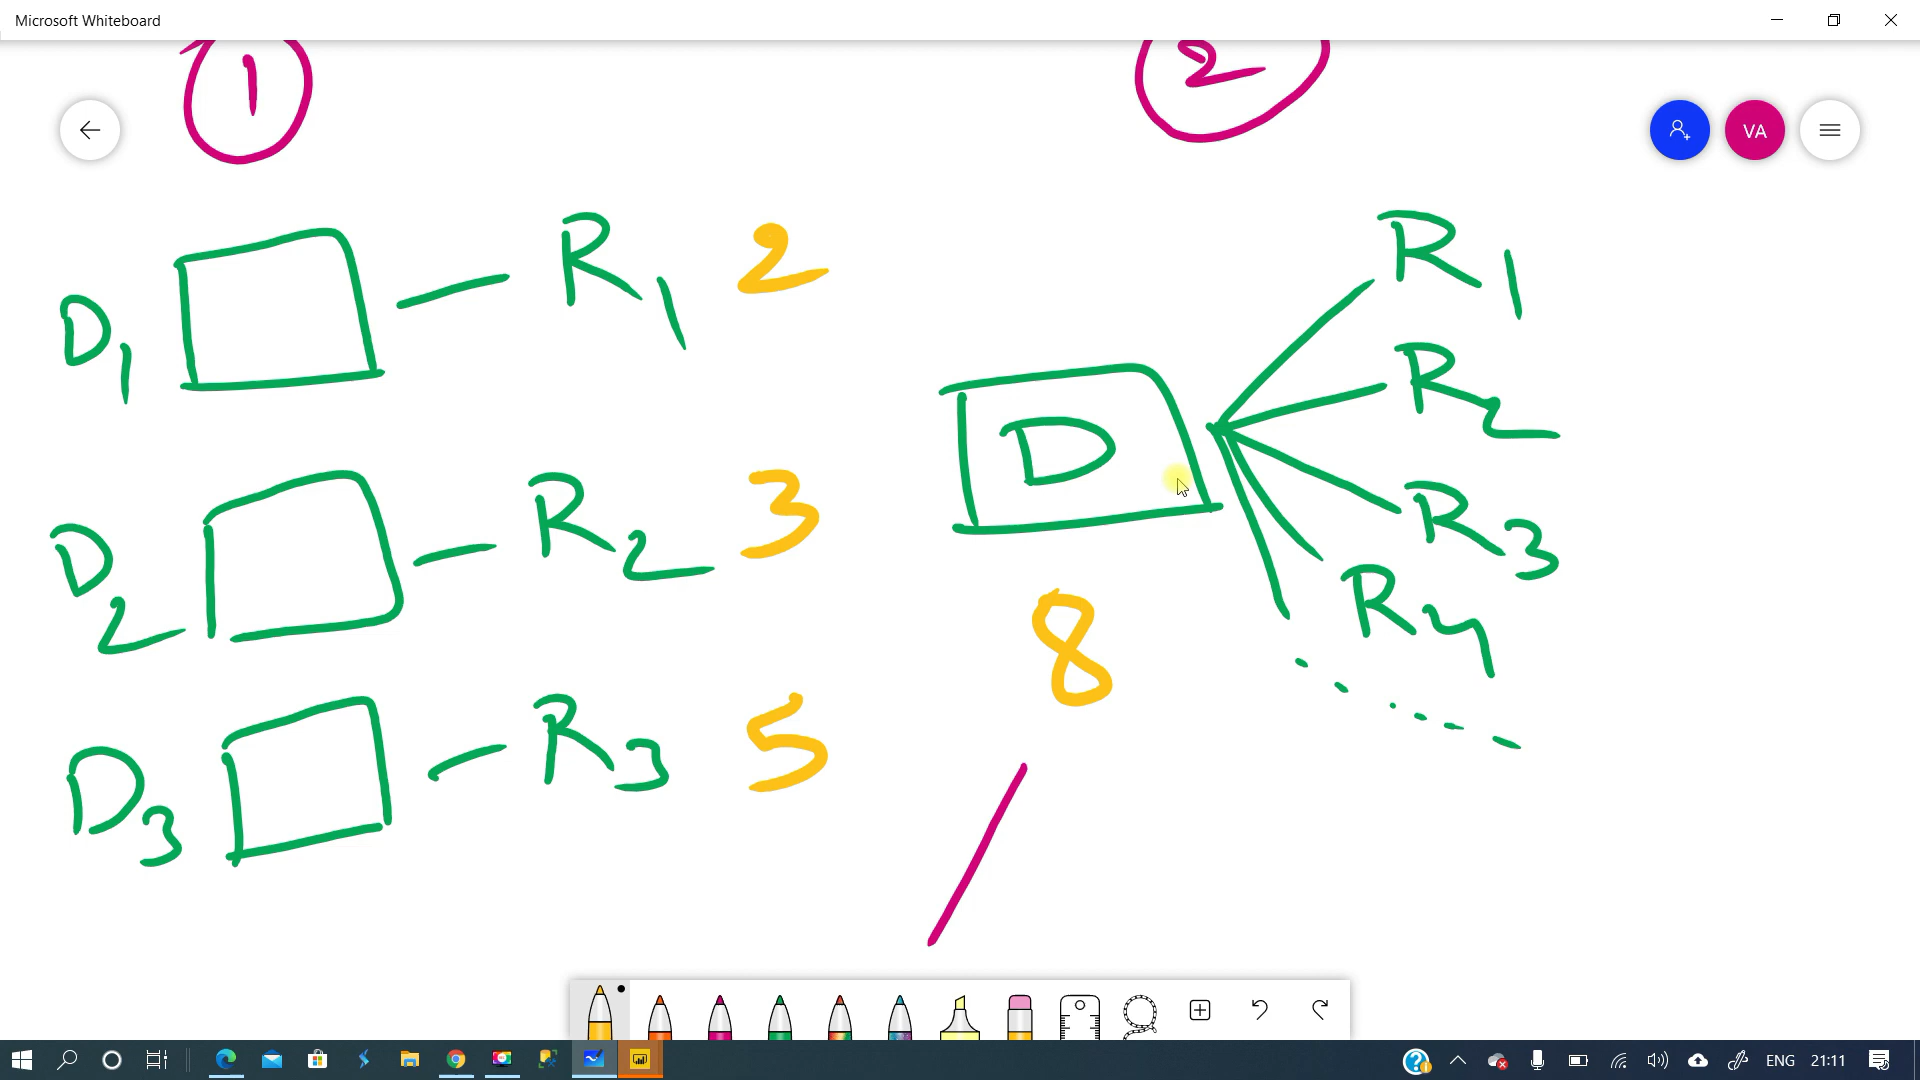 Microsoft Whiteboard
1
2
VA
D1 R1 2
D2 R2 3
D3 R3 5
D
8
R1
R2
R3
R4
ENG 21:11